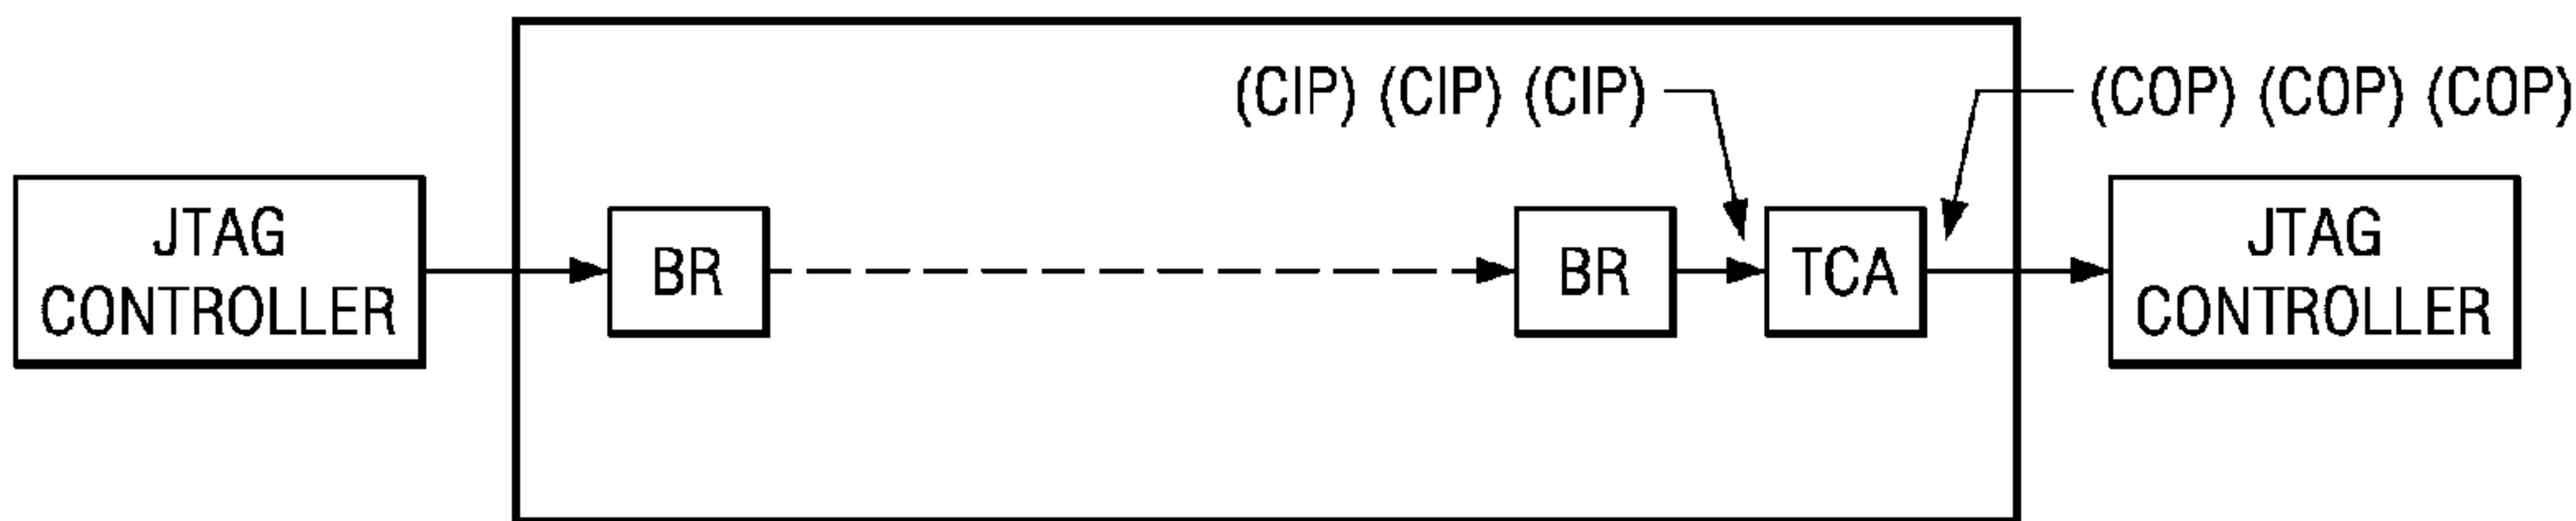 (CIP) (CIP) (CIP)
(COP) (COP) (COP)
JTAG
CONTROLLER
BR
BR
TCA
JTAG
CONTROLLER